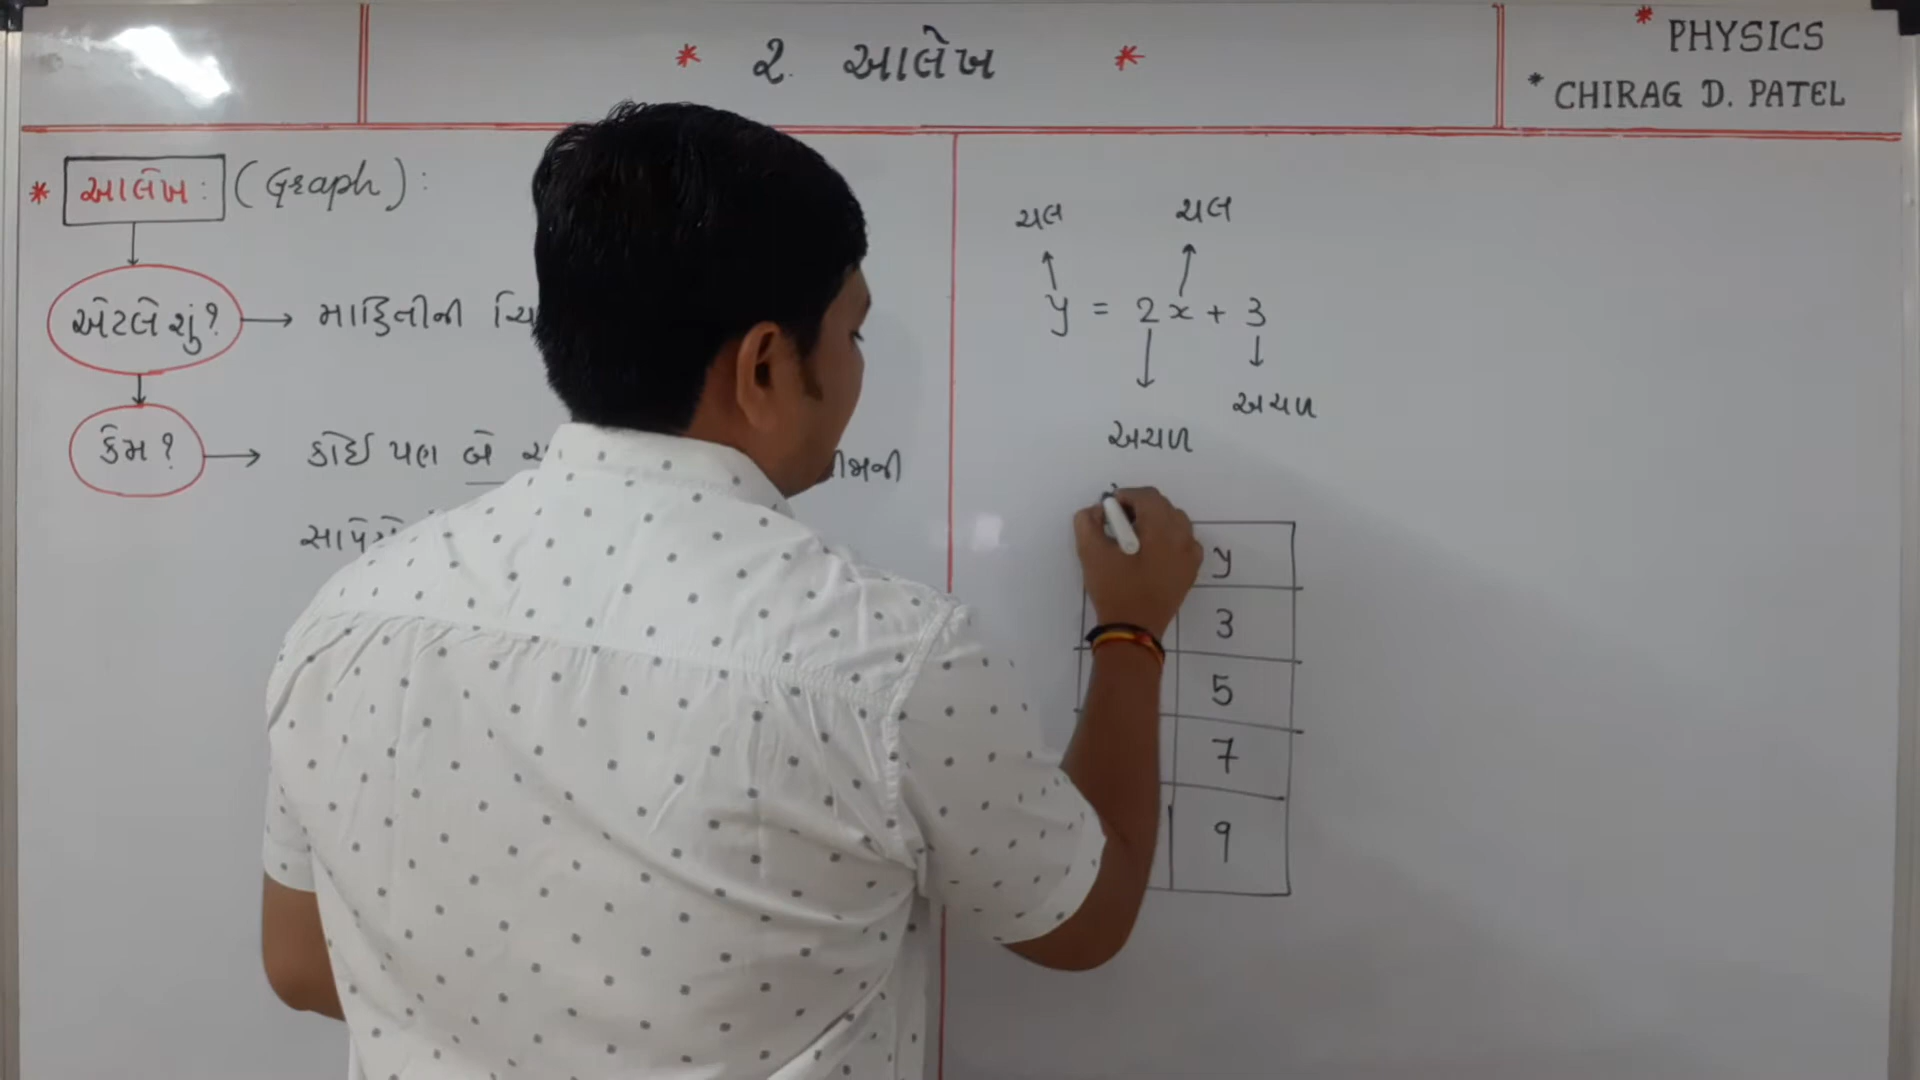 * ૨. આલેખ *
* PHYSICS
* CHIRAG D. PATEL
* આલેખ : (Graph) :
એટલે શું? → માહિતીની
કેમ? → કોઈ પણ બે
ચલ ચલ
y = 2x + 3
અચળ
અચળ
y
3
5
7
9